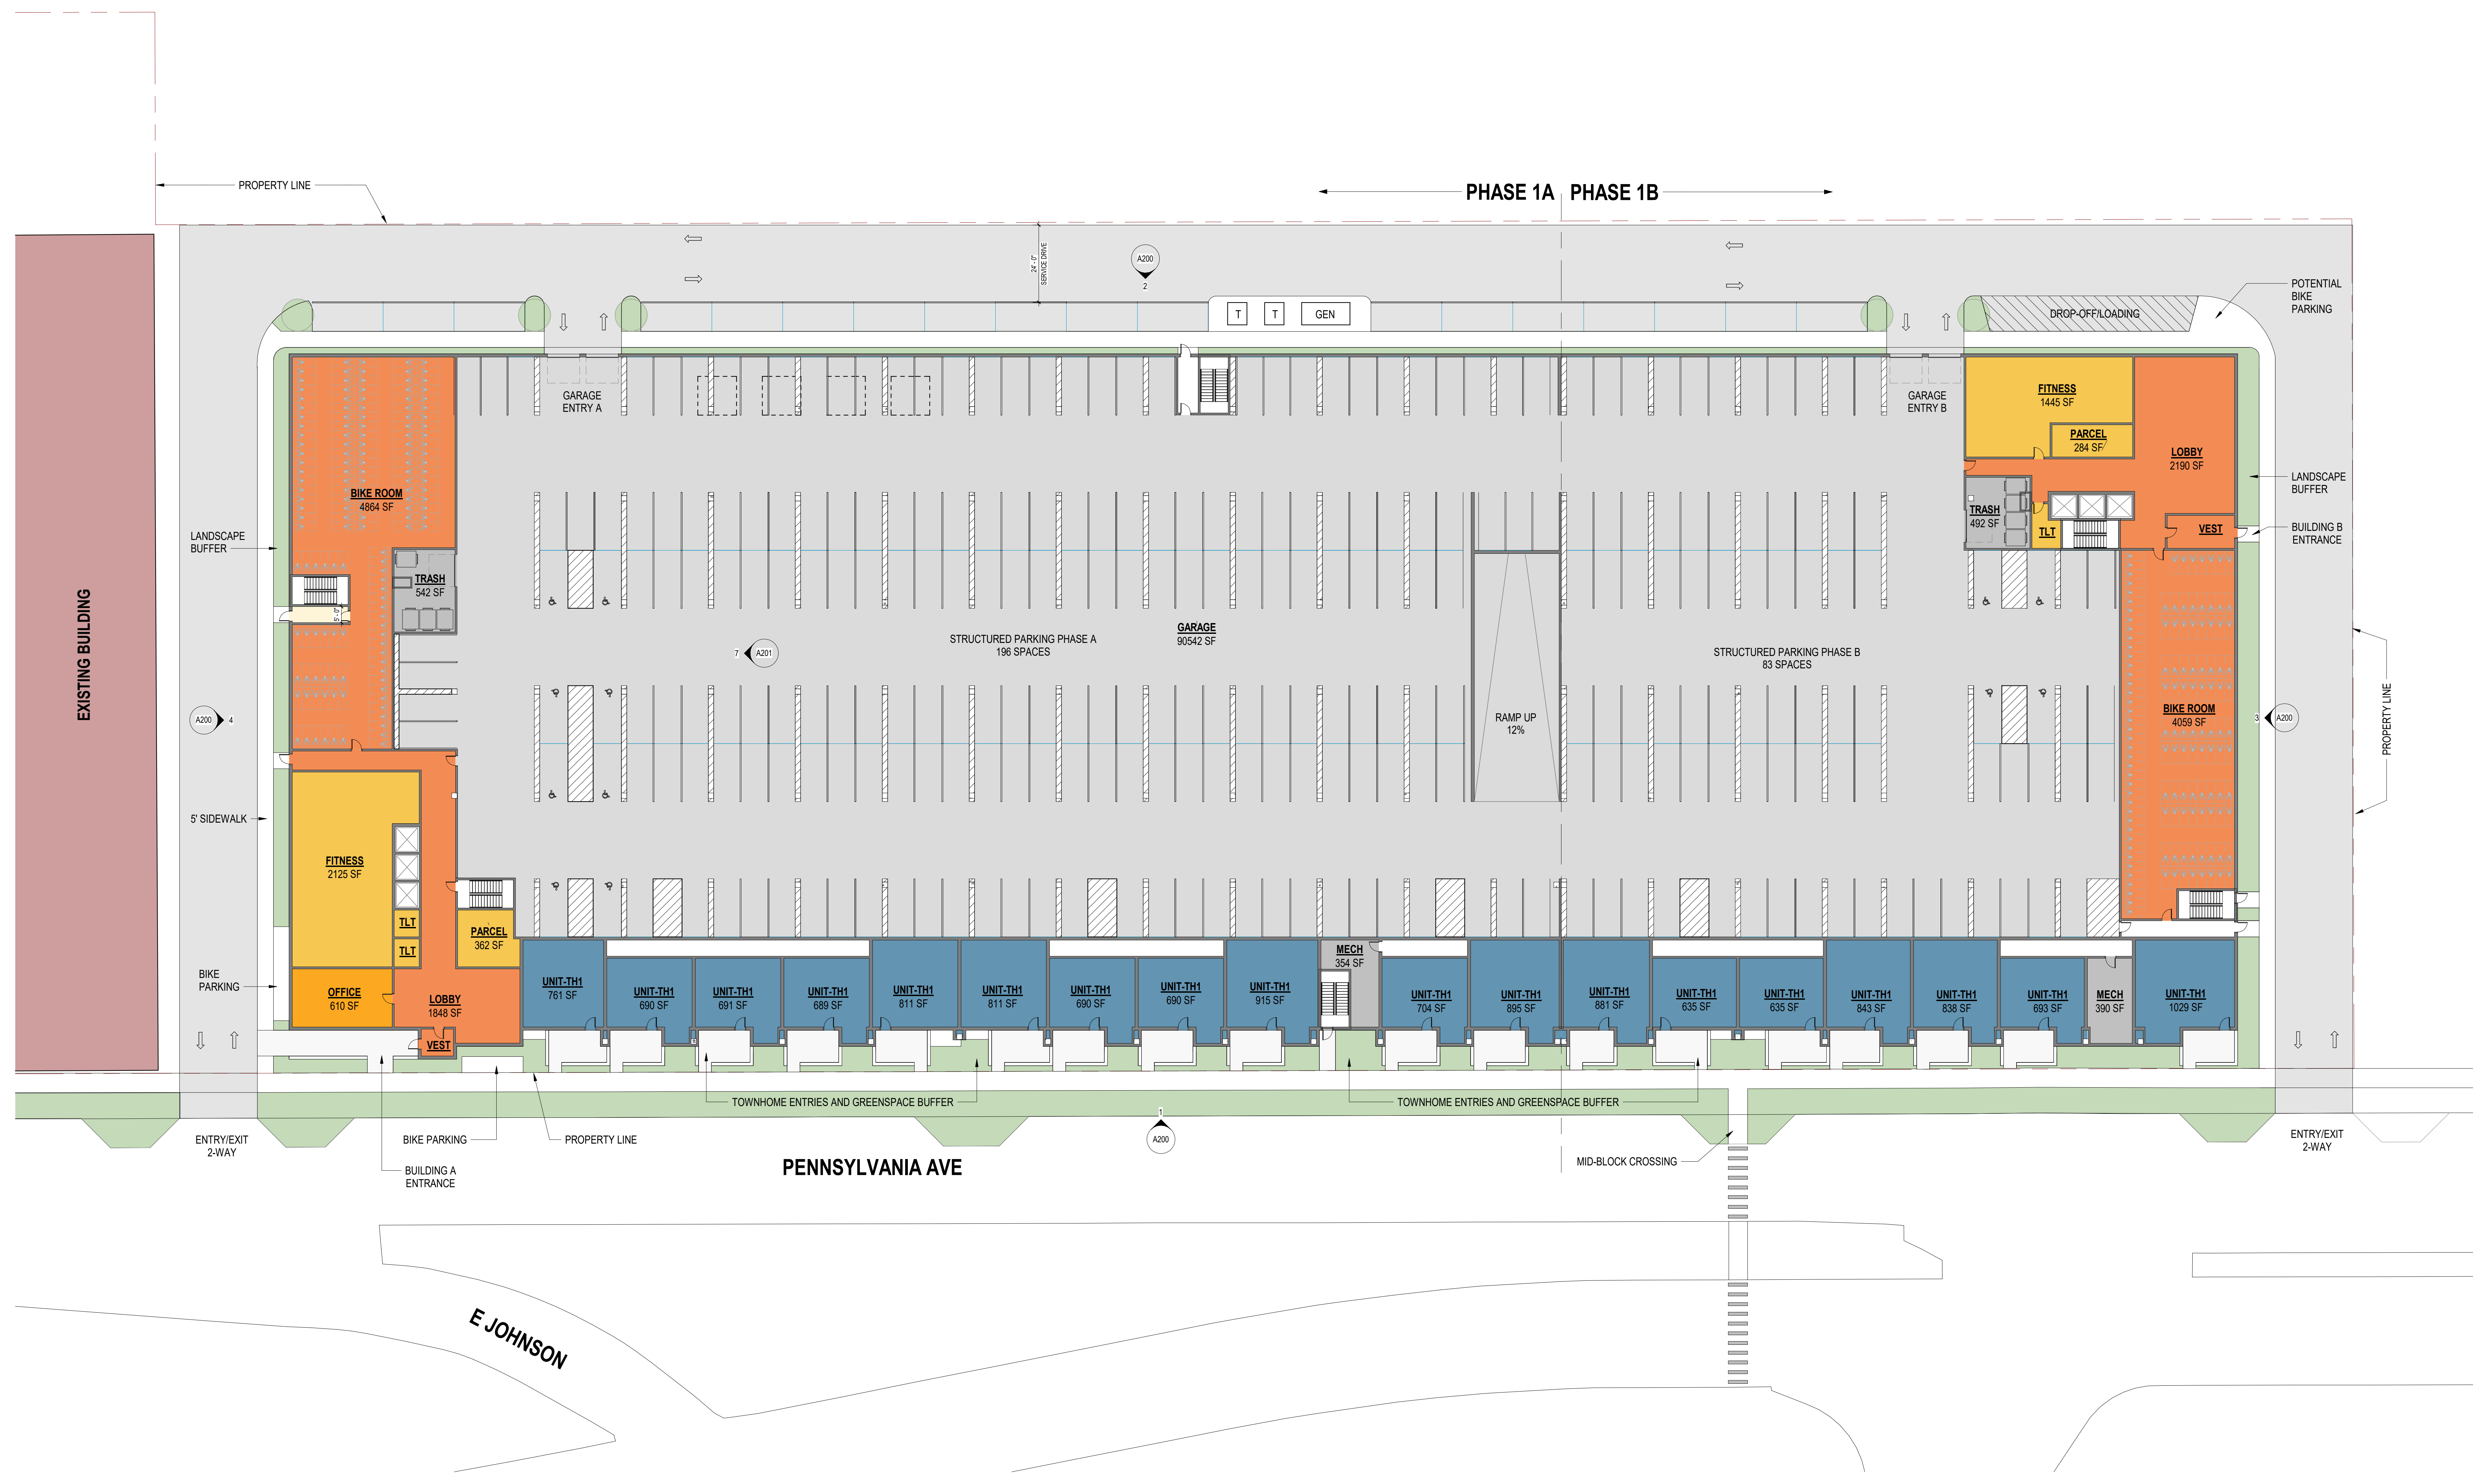 PROPERTY LINE
PHASE 1A
PHASE 1B
24' - 0"
SERVICE DRIVE
A200
2
T
T
GEN
DROP-OFF/LOADING
POTENTIAL
BIKE
PARKING
GARAGE
ENTRY A
GARAGE
ENTRY B
FITNESS
1445 SF
PARCEL
284 SF
LOBBY
2190 SF
BIKE ROOM
4864 SF
LANDSCAPE
BUFFER
TRASH
492 SF
TLT
VEST
BUILDING B
ENTRANCE
LANDSCAPE
BUFFER
TRASH
542 SF
5' - 0"
EXISTING BUILDING
STRUCTURED PARKING PHASE A
196 SPACES
GARAGE
90542 SF
A201
7
STRUCTURED PARKING PHASE B
83 SPACES
A200
4
RAMP UP
12%
BIKE ROOM
4059 SF
3
A200
PROPERTY LINE
5' SIDEWALK
FITNESS
2125 SF
TLT
TLT
PARCEL
362 SF
BIKE
PARKING
OFFICE
610 SF
LOBBY
1848 SF
VEST
UNIT-TH1
761 SF
UNIT-TH1
690 SF
UNIT-TH1
691 SF
UNIT-TH1
689 SF
UNIT-TH1
811 SF
UNIT-TH1
811 SF
UNIT-TH1
690 SF
UNIT-TH1
690 SF
UNIT-TH1
915 SF
MECH
354 SF
UNIT-TH1
704 SF
UNIT-TH1
895 SF
UNIT-TH1
881 SF
UNIT-TH1
635 SF
UNIT-TH1
635 SF
UNIT-TH1
843 SF
UNIT-TH1
838 SF
UNIT-TH1
693 SF
MECH
390 SF
UNIT-TH1
1029 SF
TOWNHOME ENTRIES AND GREENSPACE BUFFER
TOWNHOME ENTRIES AND GREENSPACE BUFFER
ENTRY/EXIT
2-WAY
BIKE PARKING
PROPERTY LINE
BUILDING A
ENTRANCE
1
A200
PENNSYLVANIA AVE
MID-BLOCK CROSSING
ENTRY/EXIT
2-WAY
E JOHNSON